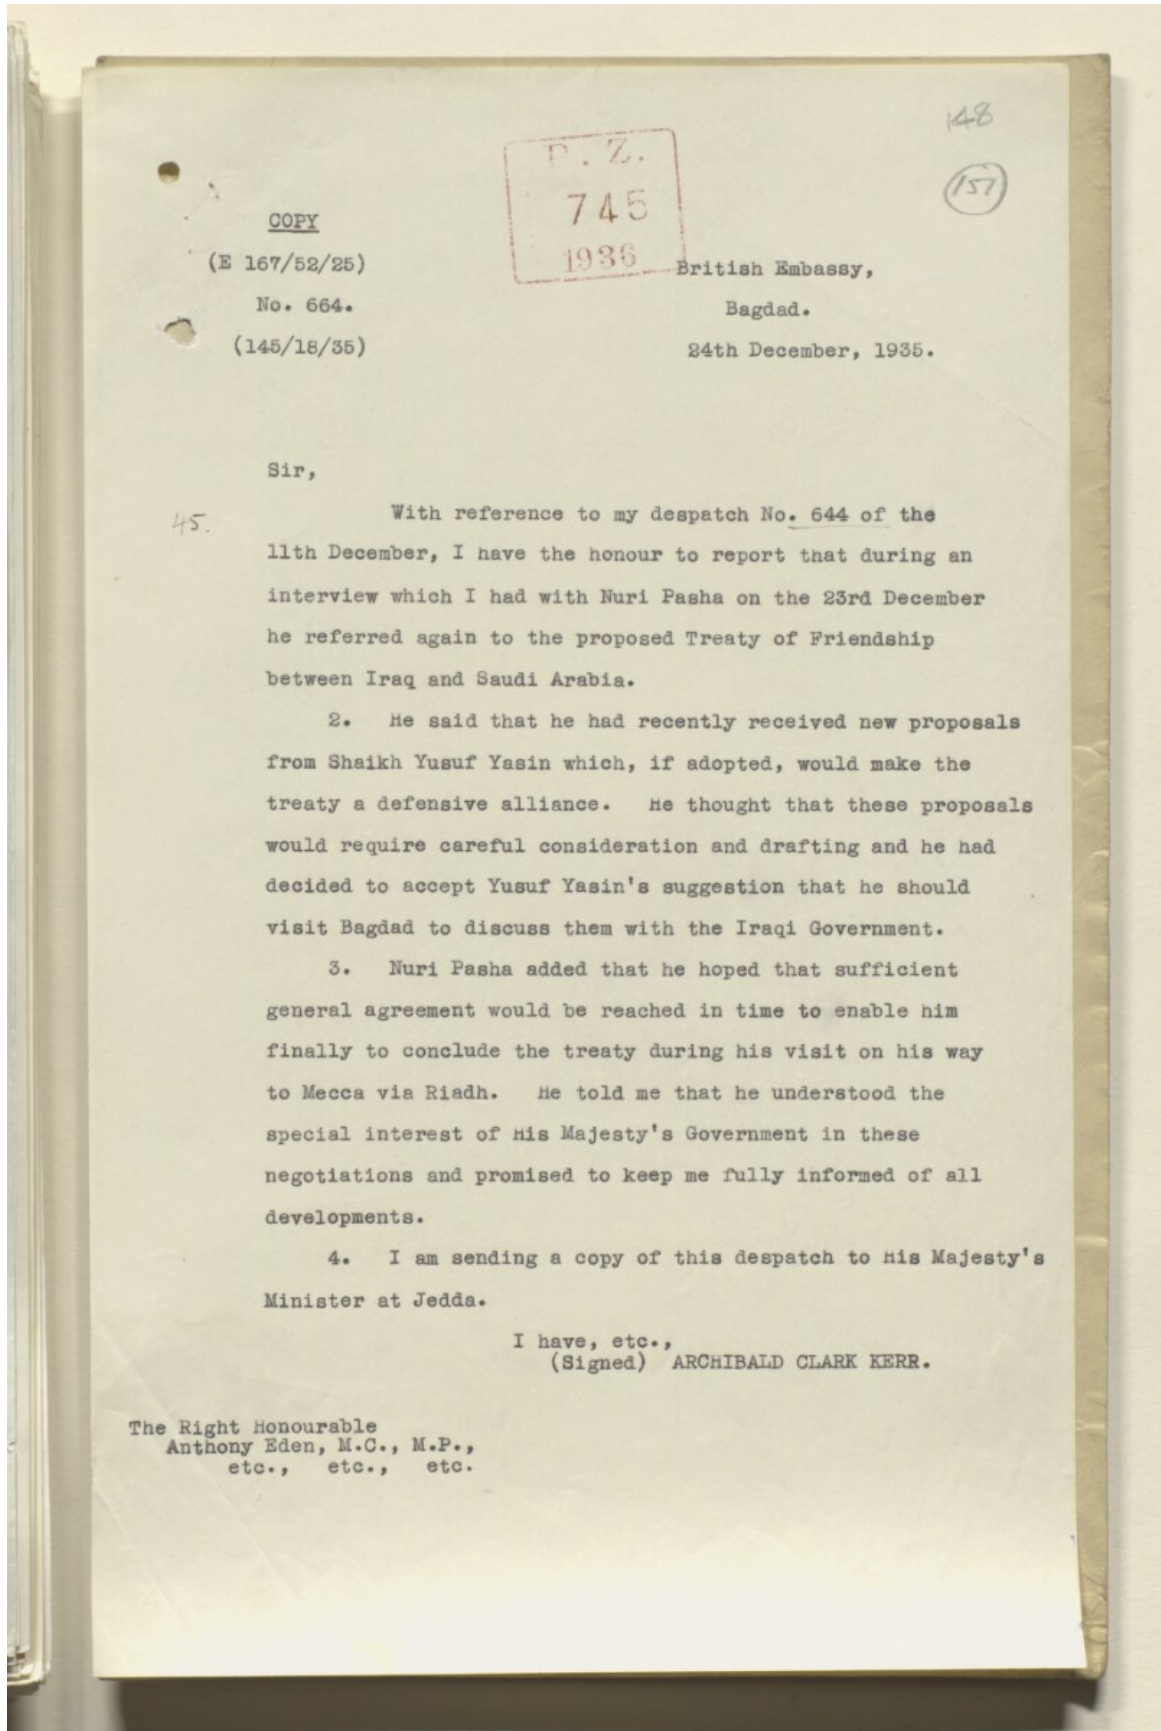 148
157
P. Z.
745
1936
COPY
(E 167/52/25)
No. 664.
(145/18/35)
British Embassy,
Bagdad.
24th December, 1935.
Sir,
45.
With reference to my despatch No. 644 of the
11th December, I have the honour to report that during an
interview which I had with Nuri Pasha on the 23rd December
he referred again to the proposed Treaty of Friendship
between Iraq and Saudi Arabia.
2. He said that he had recently received new proposals
from Shaikh Yusuf Yasin which, if adopted, would make the
treaty a defensive alliance. He thought that these proposals
would require careful consideration and drafting and he had
decided to accept Yusuf Yasin's suggestion that he should
visit Bagdad to discuss them with the Iraqi Government.
3. Nuri Pasha added that he hoped that sufficient
general agreement would be reached in time to enable him
finally to conclude the treaty during his visit on his way
to Mecca via Riadh. He told me that he understood the
special interest of His Majesty's Government in these
negotiations and promised to keep me fully informed of all
developments.
4. I am sending a copy of this despatch to His Majesty's
Minister at Jedda.
I have, etc.,
(Signed) ARCHIBALD CLARK KERR.
The Right Honourable
Anthony Eden, M.C., M.P.,
etc., etc., etc.